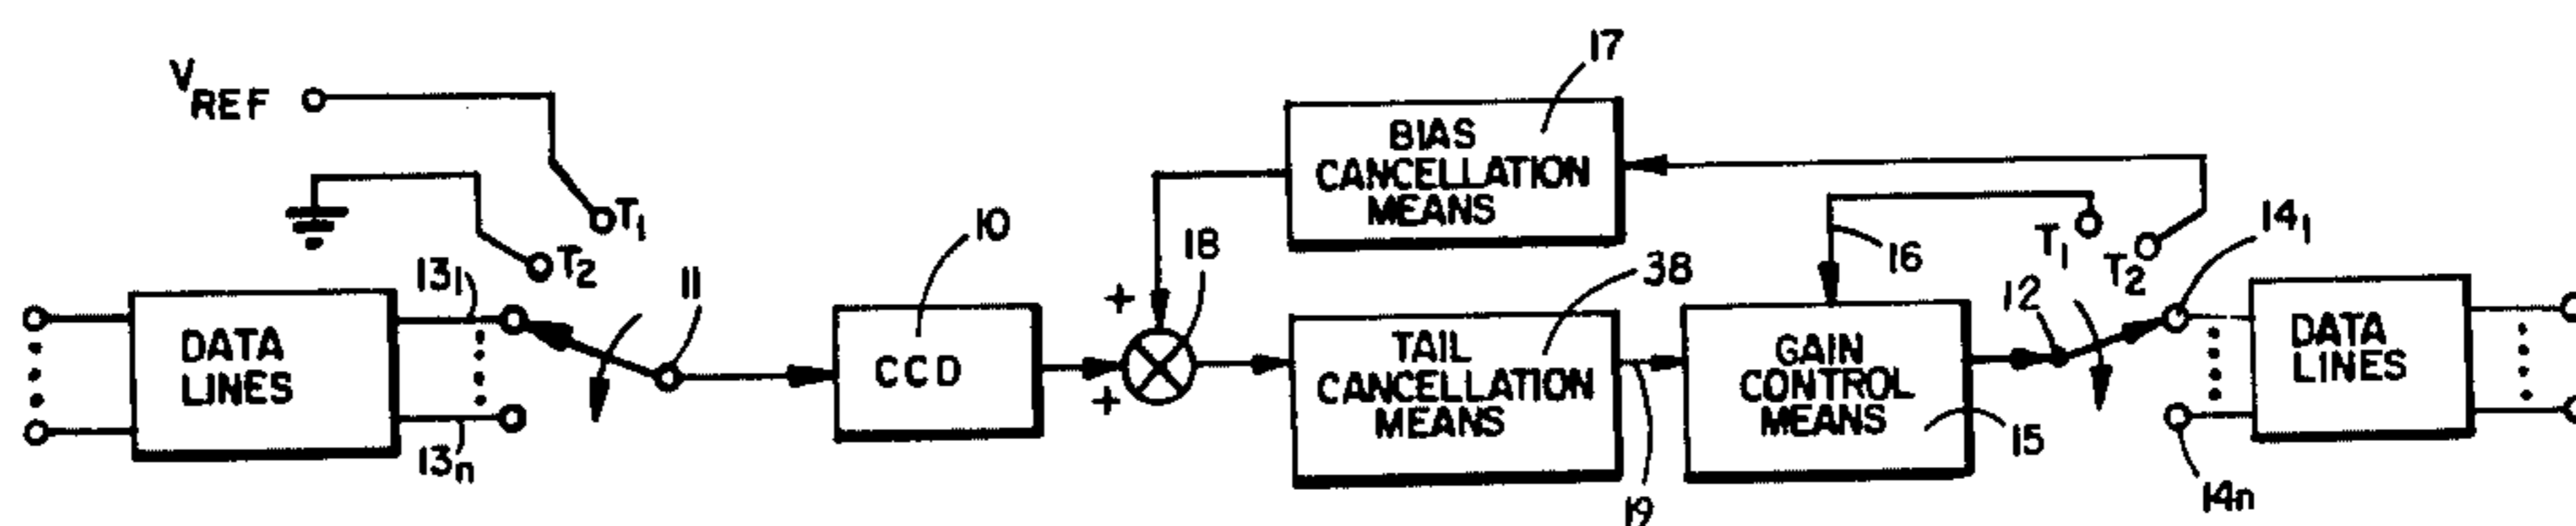 V REF
T1
T2
DATA
LINES
131
13n
11
10
CCD
+
+
18
17
BIAS
CANCELLATION
MEANS
38
TAIL
CANCELLATION
MEANS
19
16
GAIN
CONTROL
MEANS
15
12
T1
T2
141
14n
DATA
LINES